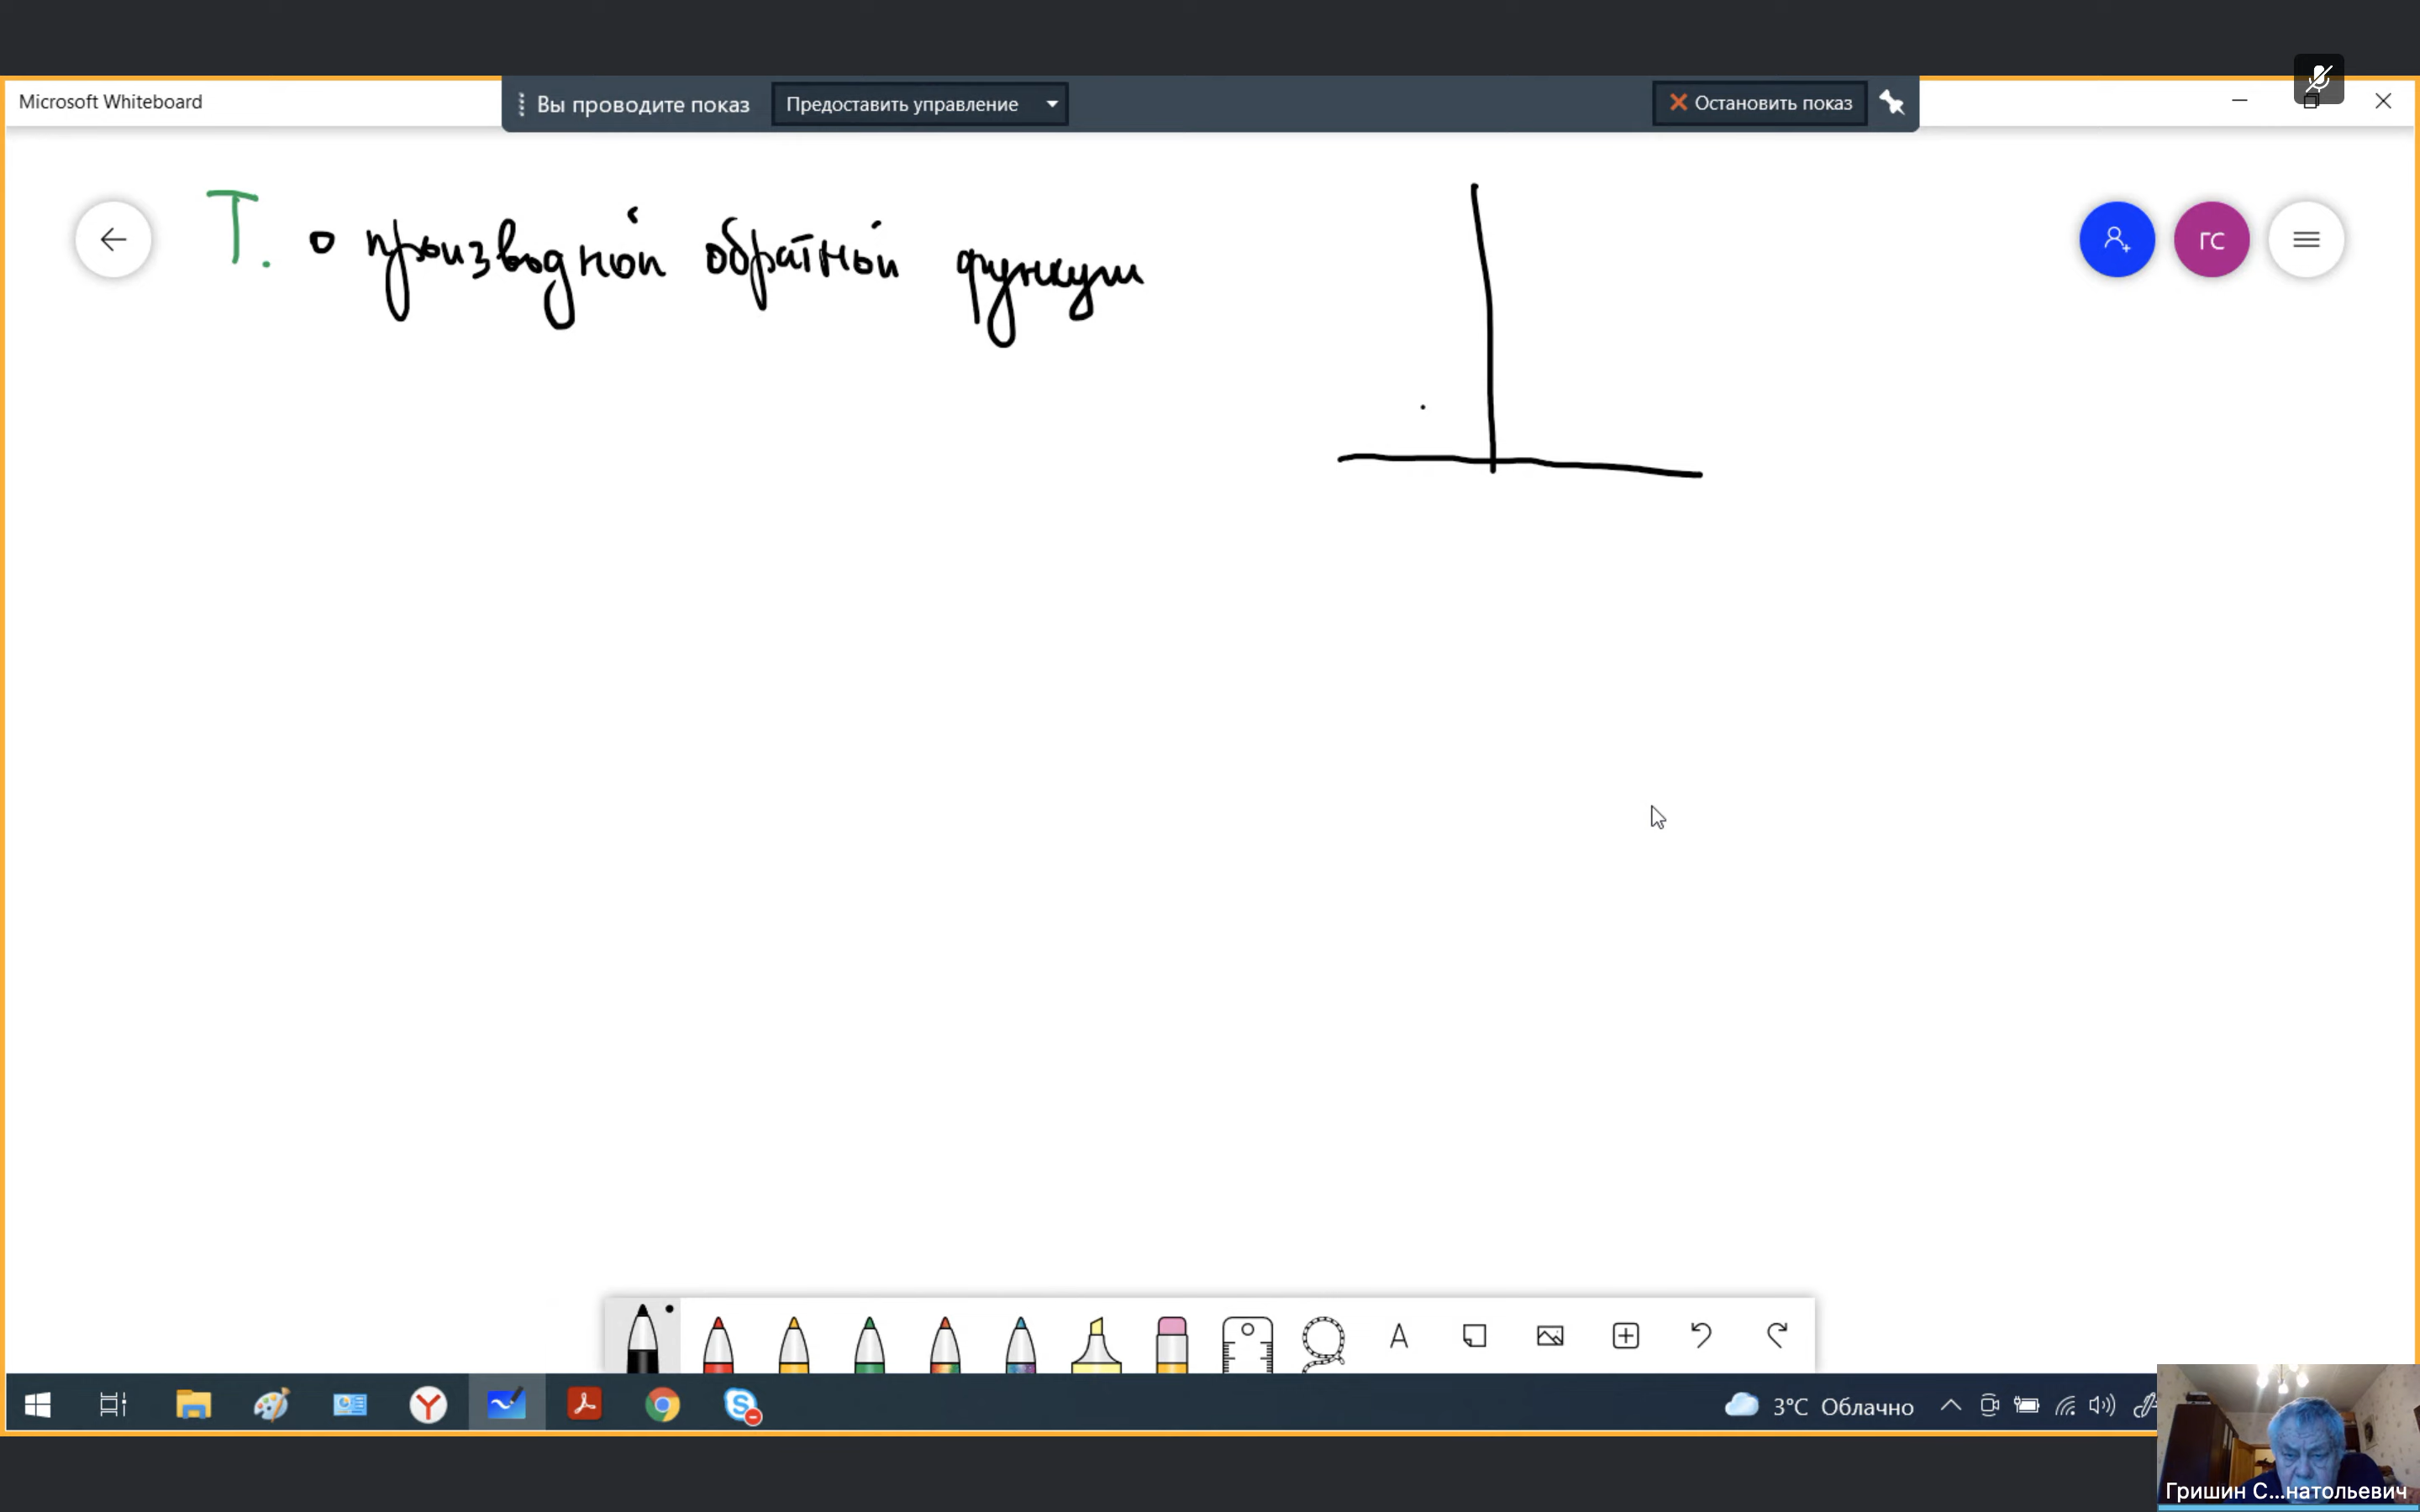 Microsoft Whiteboard
Вы проводите показ
Предоставить управление
Остановить показ
Т. о производной обратной функции
ГС
A
3°C Облачно
Гришин С...натольевич